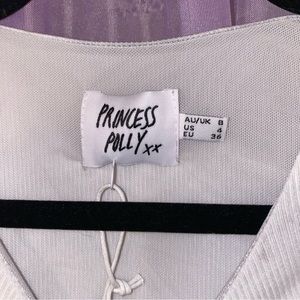 PRINCESS
POLLY xx
AU/UK 8
US 4
EU 36